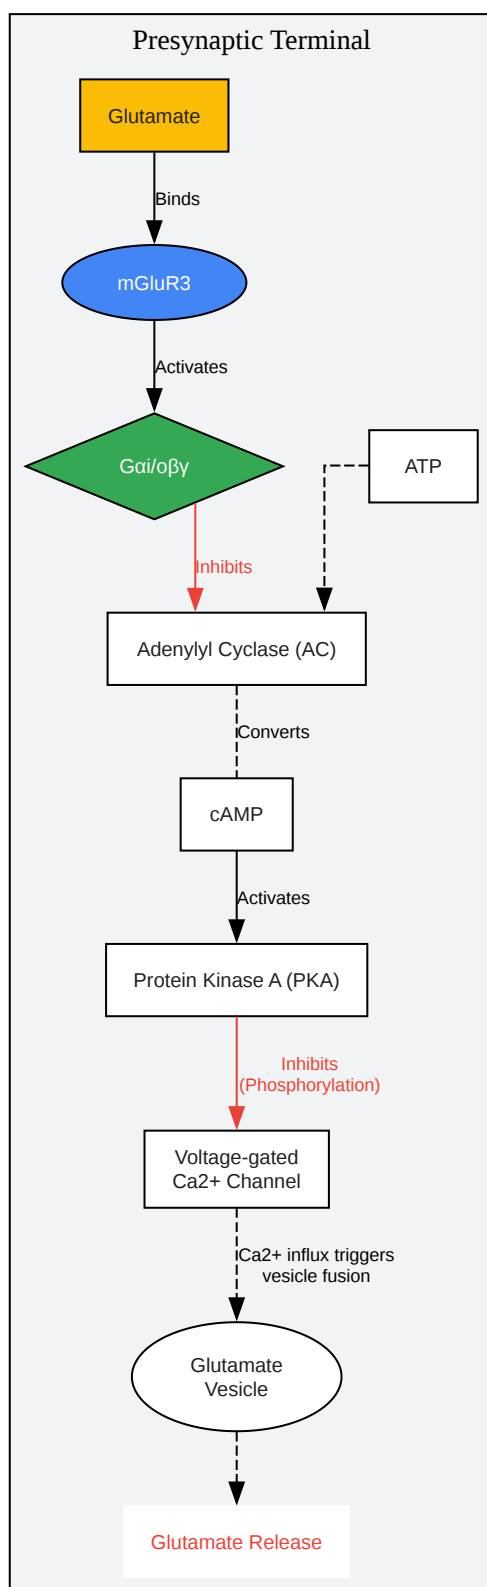 Presynaptic Terminal
Glutamate
Binds
mGluR3
Activates
Gαi/oβγ
ATP
Inhibits
Adenylyl Cyclase (AC)
Converts
cAMP
Activates
Protein Kinase A (PKA)
Inhibits
(Phosphorylation)
Voltage-gated
Ca2+ Channel
Ca2+ influx triggers
vesicle fusion
Glutamate
Vesicle
Glutamate Release